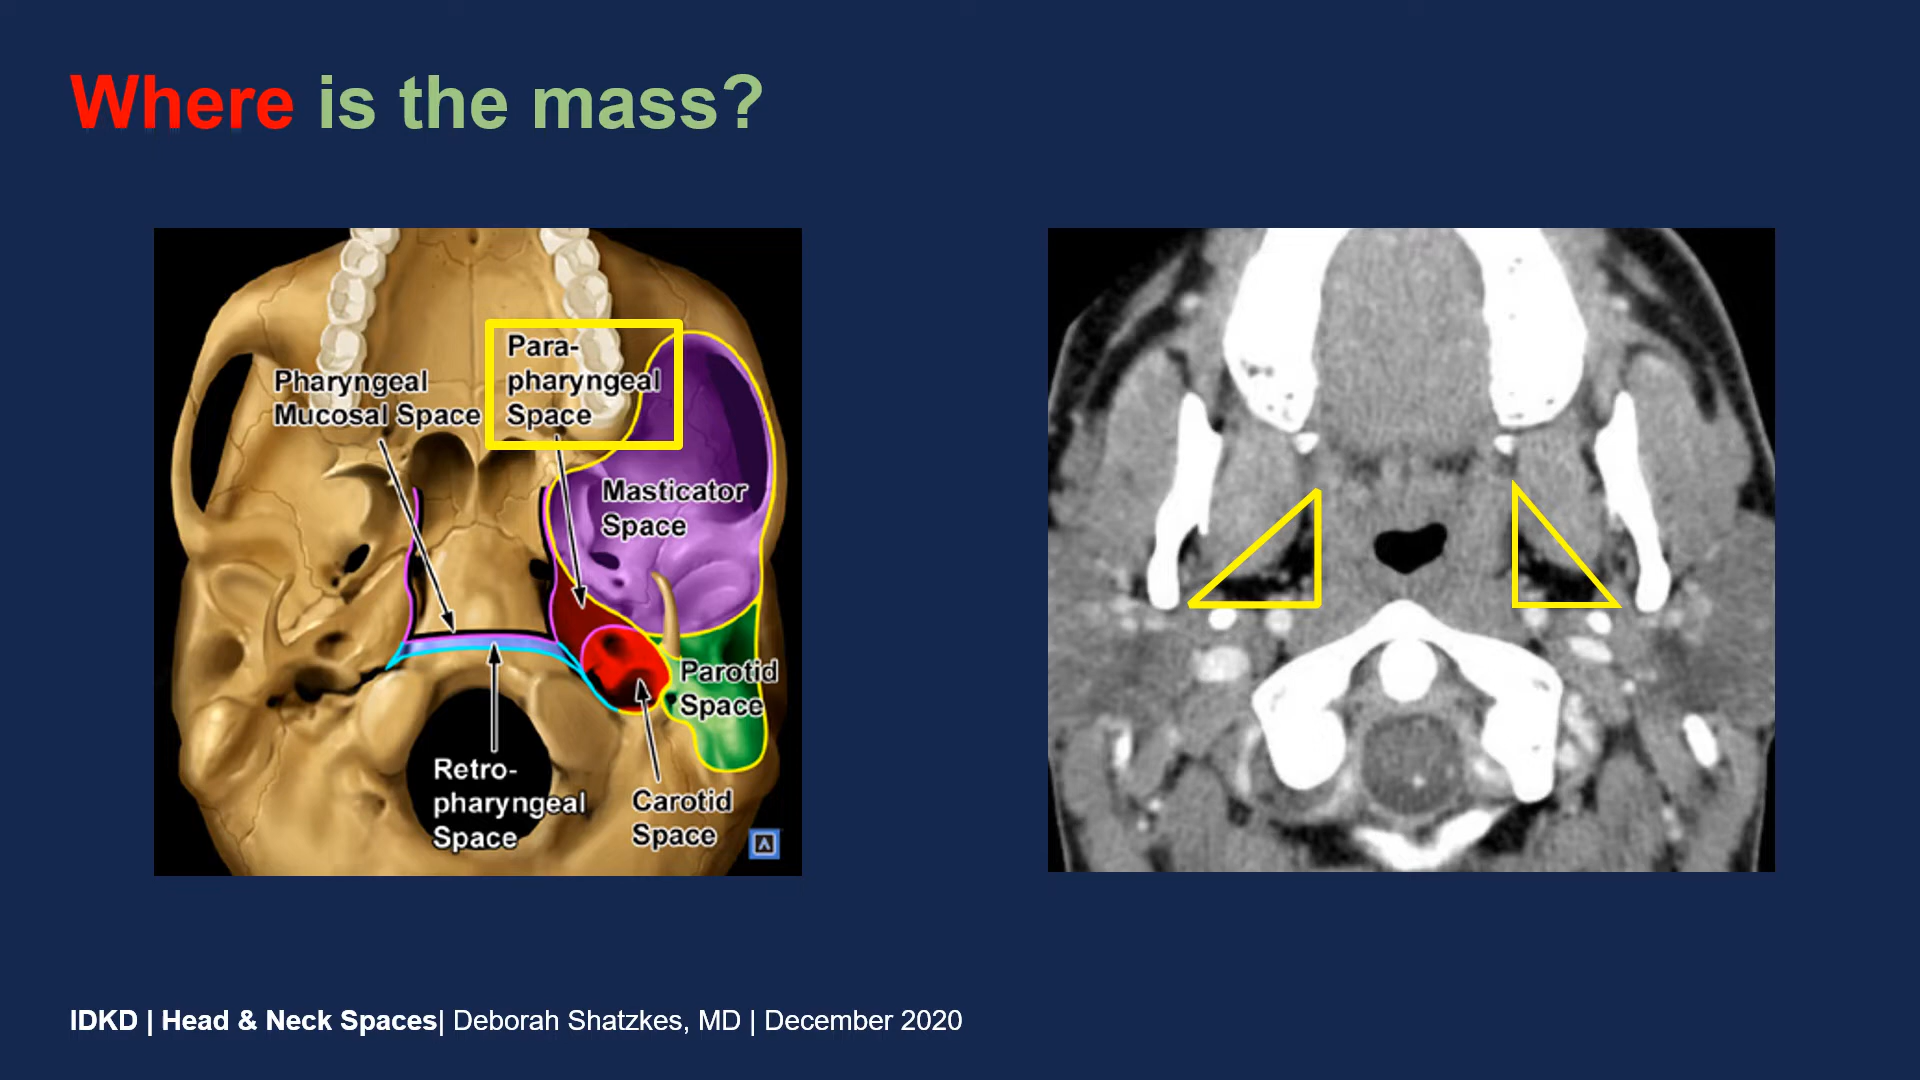 Where is the mass?
Para-
pharyngeal
Space
Pharyngeal
Mucosal Space
Masticator
Space
Parotid
Space
Retro-
pharyngeal
Space
Carotid
Space
A
IDKD | Head & Neck Spaces| Deborah Shatzkes, MD | December 2020